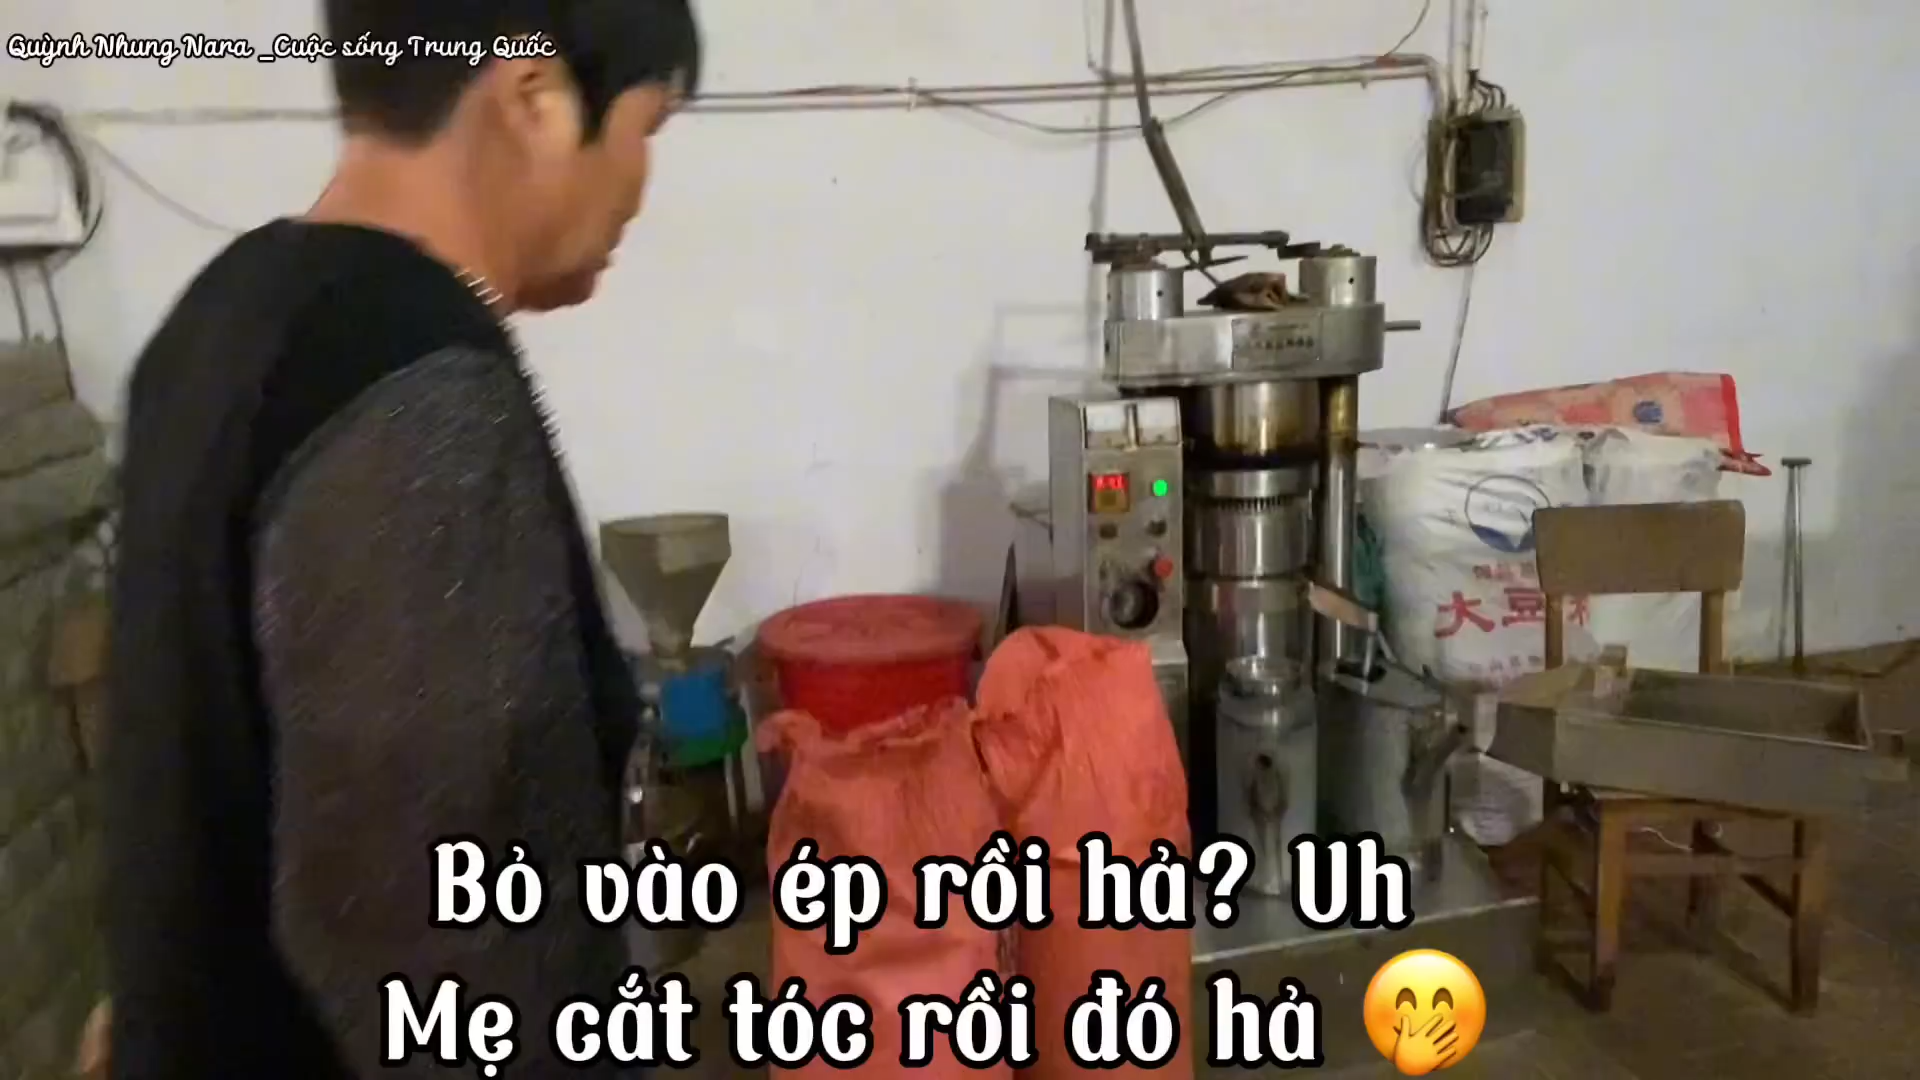 Quỳnh Nhung Nara _Cuộc sống Trung Quốc
大豆
Bỏ vào ép rồi hả? Uh
Mẹ cắt tóc rồi đó hả 🤭